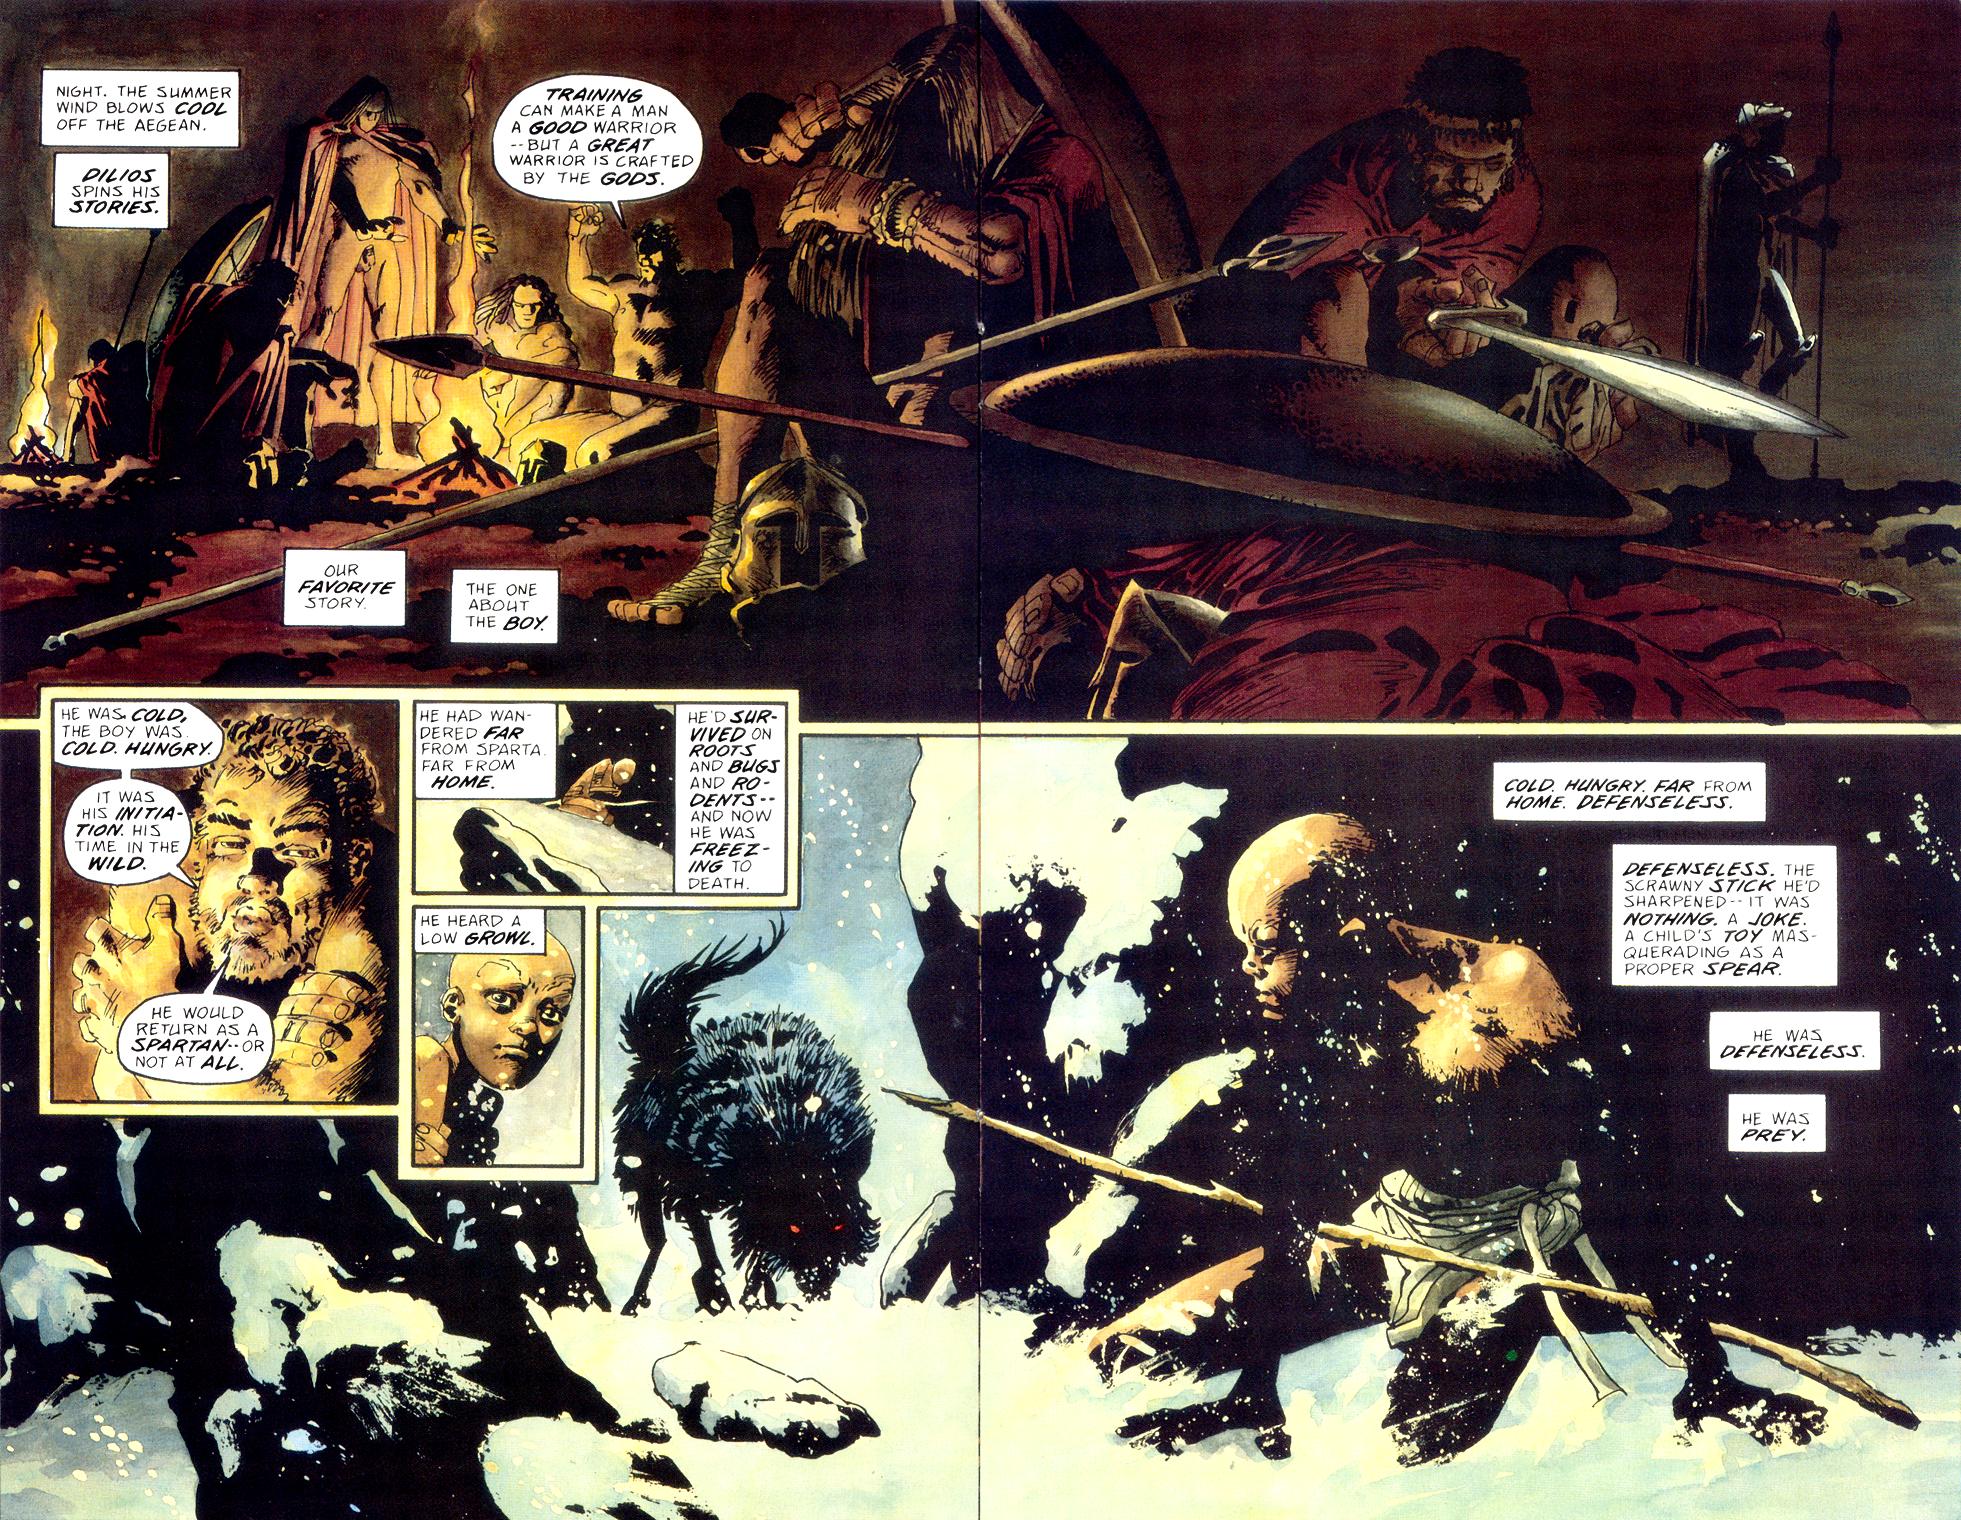 NIGHT. THE SUMMER
WIND BLOWS COOL
OFF THE AEGEAN.
DILIOS
SPINS HIS
STORIES.
TRAINING
CAN MAKE A MAN
A GOOD WARRIOR
--BUT A GREAT
WARRIOR IS CRAFTED
BY THE GODS.
OUR
FAVORITE
STORY.
THE ONE
ABOUT
THE BOY.
HE WAS COLD,
THE BOY WAS.
COLD. HUNGRY.
IT WAS
HIS INITIA-
TION. HIS
TIME IN THE
WILD.
HE WOULD
RETURN AS A
SPARTAN--OR
NOT AT ALL.
HE HAD WAN-
DERED FAR
FROM SPARTA.
FAR FROM
HOME.
HE'D SUR-
VIVED ON
ROOTS
AND BUGS
AND RO-
DENTS--
AND NOW
HE WAS
FREEZ-
ING TO
DEATH.
HE HEARD A
LOW GROWL.
COLD. HUNGRY. FAR FROM
HOME. DEFENSELESS.
DEFENSELESS. THE
SCRAWNY STICK HE'D
SHARPENED--IT WAS
NOTHING. A JOKE.
A CHILD'S TOY MAS-
QUERADING AS A
PROPER SPEAR.
HE WAS
DEFENSELESS.
HE WAS
PREY.